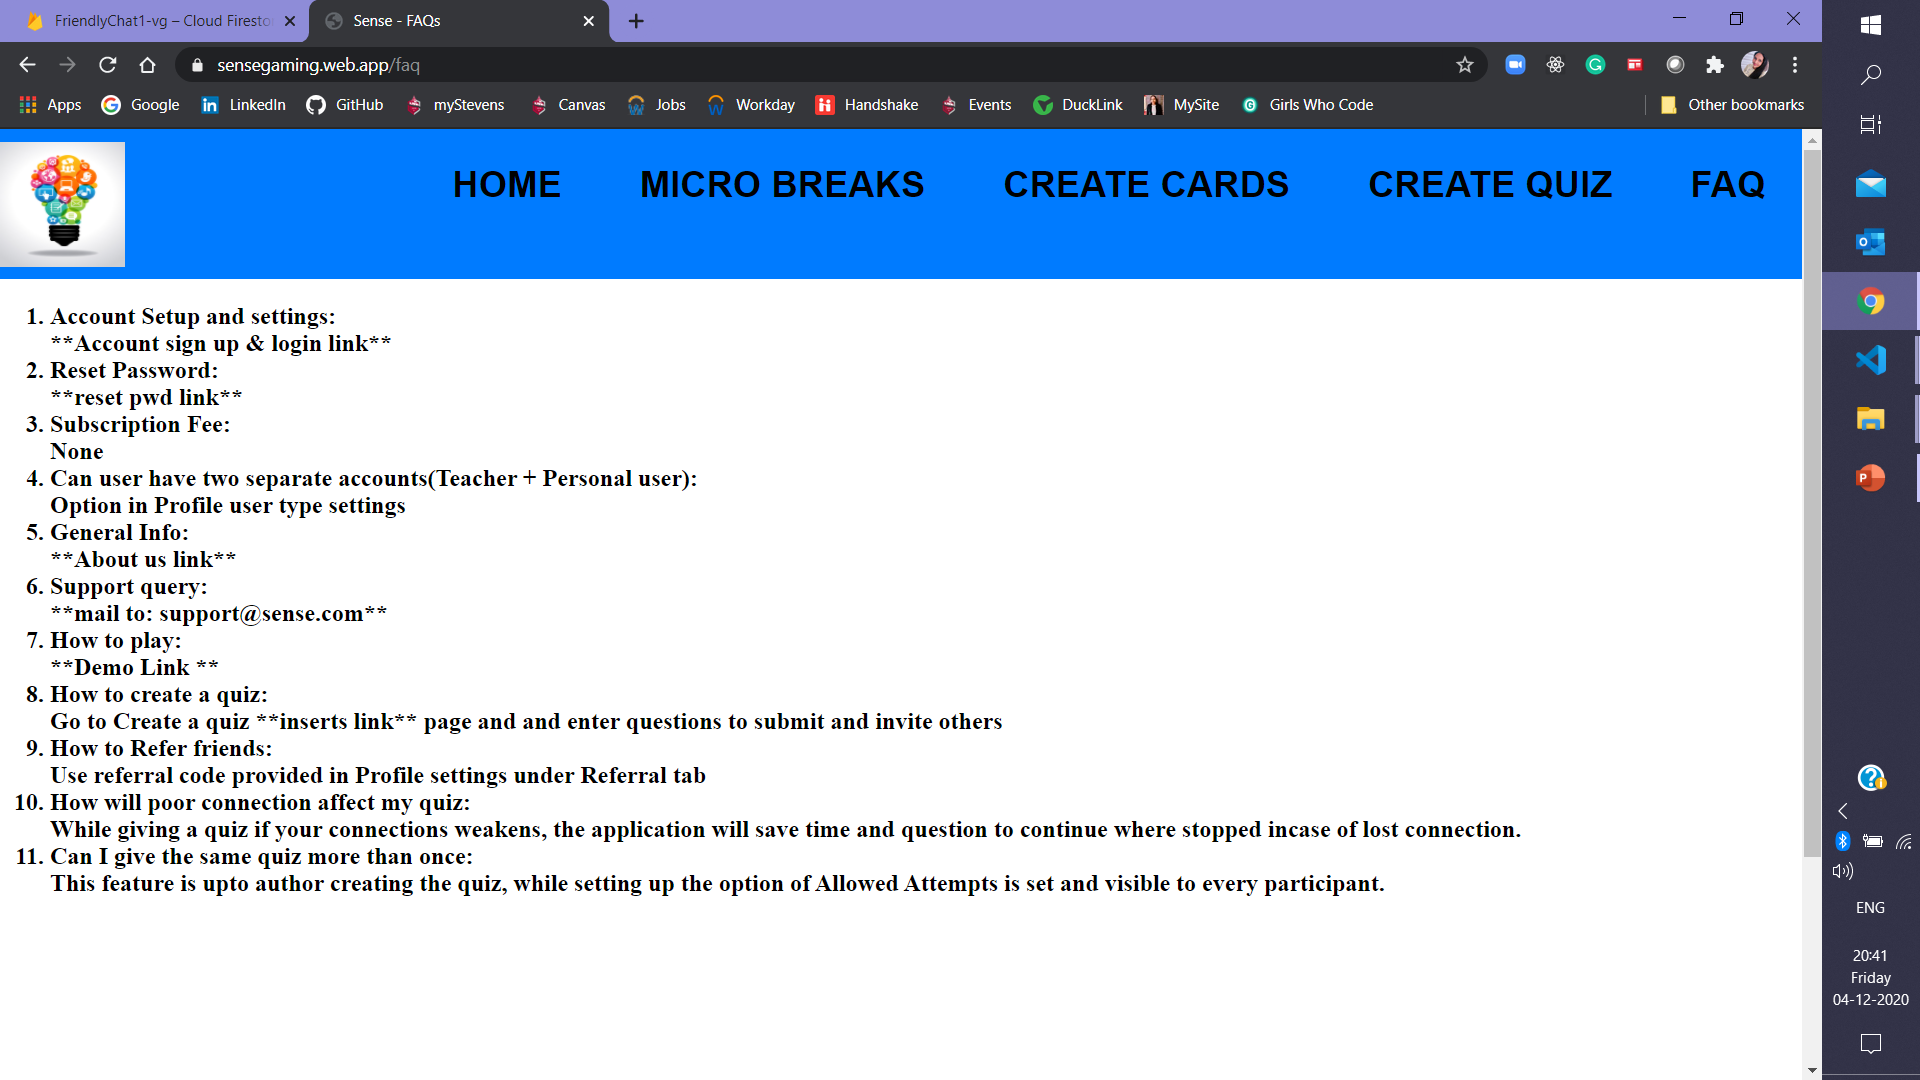 FriendlyChat1-vg – Cloud Firesto
Sense - FAQs
sensegaming.web.app/faq
Apps
Google
LinkedIn
GitHub
myStevens
Canvas
Jobs
Workday
Handshake
Events
DuckLink
MySite
Girls Who Code
Other bookmarks
HOME
MICRO BREAKS
CREATE CARDS
CREATE QUIZ
FAQ
1. Account Setup and settings:
**Account sign up & login link**
2. Reset Password:
**reset pwd link**
3. Subscription Fee:
None
4. Can user have two separate accounts(Teacher + Personal user):
Option in Profile user type settings
5. General Info:
**About us link**
6. Support query:
**mail to: support@sense.com**
7. How to play:
**Demo Link **
8. How to create a quiz:
Go to Create a quiz **inserts link** page and and enter questions to submit and invite others
9. How to Refer friends:
Use referral code provided in Profile settings under Referral tab
10. How will poor connection affect my quiz:
While giving a quiz if your connections weakens, the application will save time and question to continue where stopped incase of lost connection.
11. Can I give the same quiz more than once:
This feature is upto author creating the quiz, while setting up the option of Allowed Attempts is set and visible to every participant.
ENG
20:41
Friday
04-12-2020